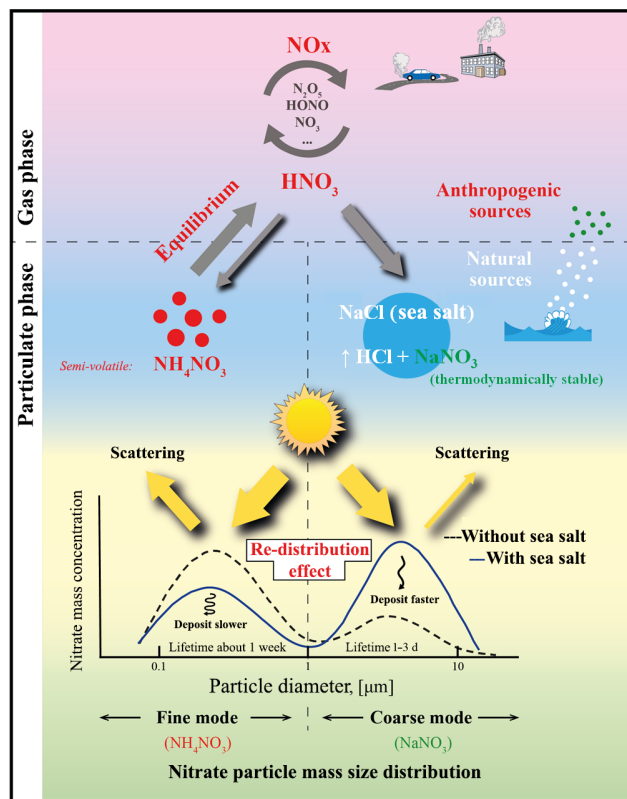 NOx
N₂O₅
HONO
NO₃
...
HNO₃
Gas phase
Anthropogenic
sources
Equilibrium
Natural
sources
Particulate phase
NaCl (sea salt)
↑ HCl + NaNO₃
(thermodynamically stable)
Semi-volatile: NH₄NO₃
Scattering
Scattering
---Without sea salt
—With sea salt
Re-distribution
effect
Nitrate mass concentration
Deposit slower
Deposit faster
Lifetime about 1 week
Lifetime 1-3 d
0.1
1
10
Particle diameter, [μm]
Fine mode
Coarse mode
(NH₄NO₃)
(NaNO₃)
Nitrate particle mass size distribution